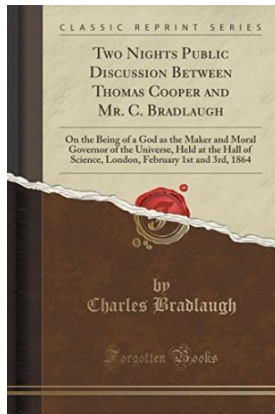 CLASSIC REPRINT SERIES
TWO NIGHTS PUBLIC
DISCUSSION BETWEEN
THOMAS COOPER AND
MR. C. BRADLAUGH
On the Being of a God as the Maker and Moral
Governor of the Universe, Held at the Hall of
Science, London, February 1st and 3rd, 1864
by
Charles Bradlaugh
Forgotten Books